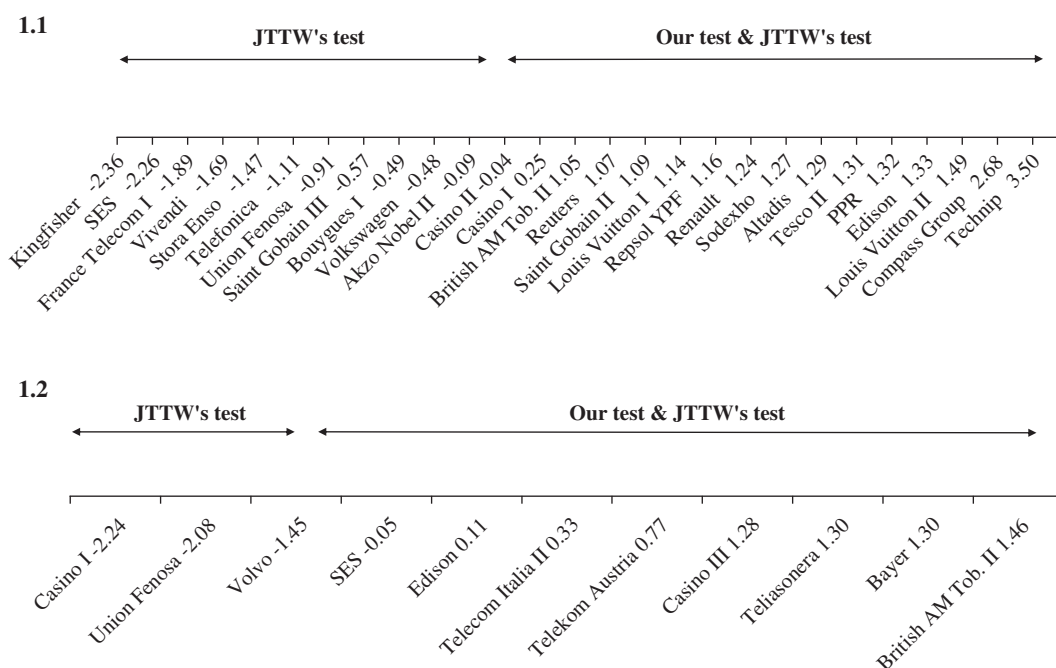 1.1
JTTW's test
Our test & JTTW's test
Kingfisher -2.36
SES -2.26
France Telecom I -1.89
Vivendi -1.69
Stora Enso -1.47
Telefonica -1.11
Union Fenosa -0.91
Saint Gobain III -0.57
Bouygues I -0.49
Volkswagen -0.48
Akzo Nobel II -0.09
Casino II -0.04
Casino I 0.25
British AM Tob. II 1.05
Reuters 1.07
Saint Gobain II 1.09
Louis Vuitton I 1.14
Repsol YPF 1.16
Renault 1.24
Sodexho 1.27
Altadis 1.29
Tesco II 1.31
PPR 1.32
Edison 1.33
Louis Vuitton II 1.49
Compass Group 2.68
Technip 3.50
1.2
JTTW's test
Our test & JTTW's test
Casino I -2.24
Union Fenosa -2.08
Volvo -1.45
SES -0.05
Edison 0.11
Telecom Italia II 0.33
Telekom Austria 0.77
Casino III 1.28
Teliasonera 1.30
Bayer 1.30
British AM Tob. II 1.46